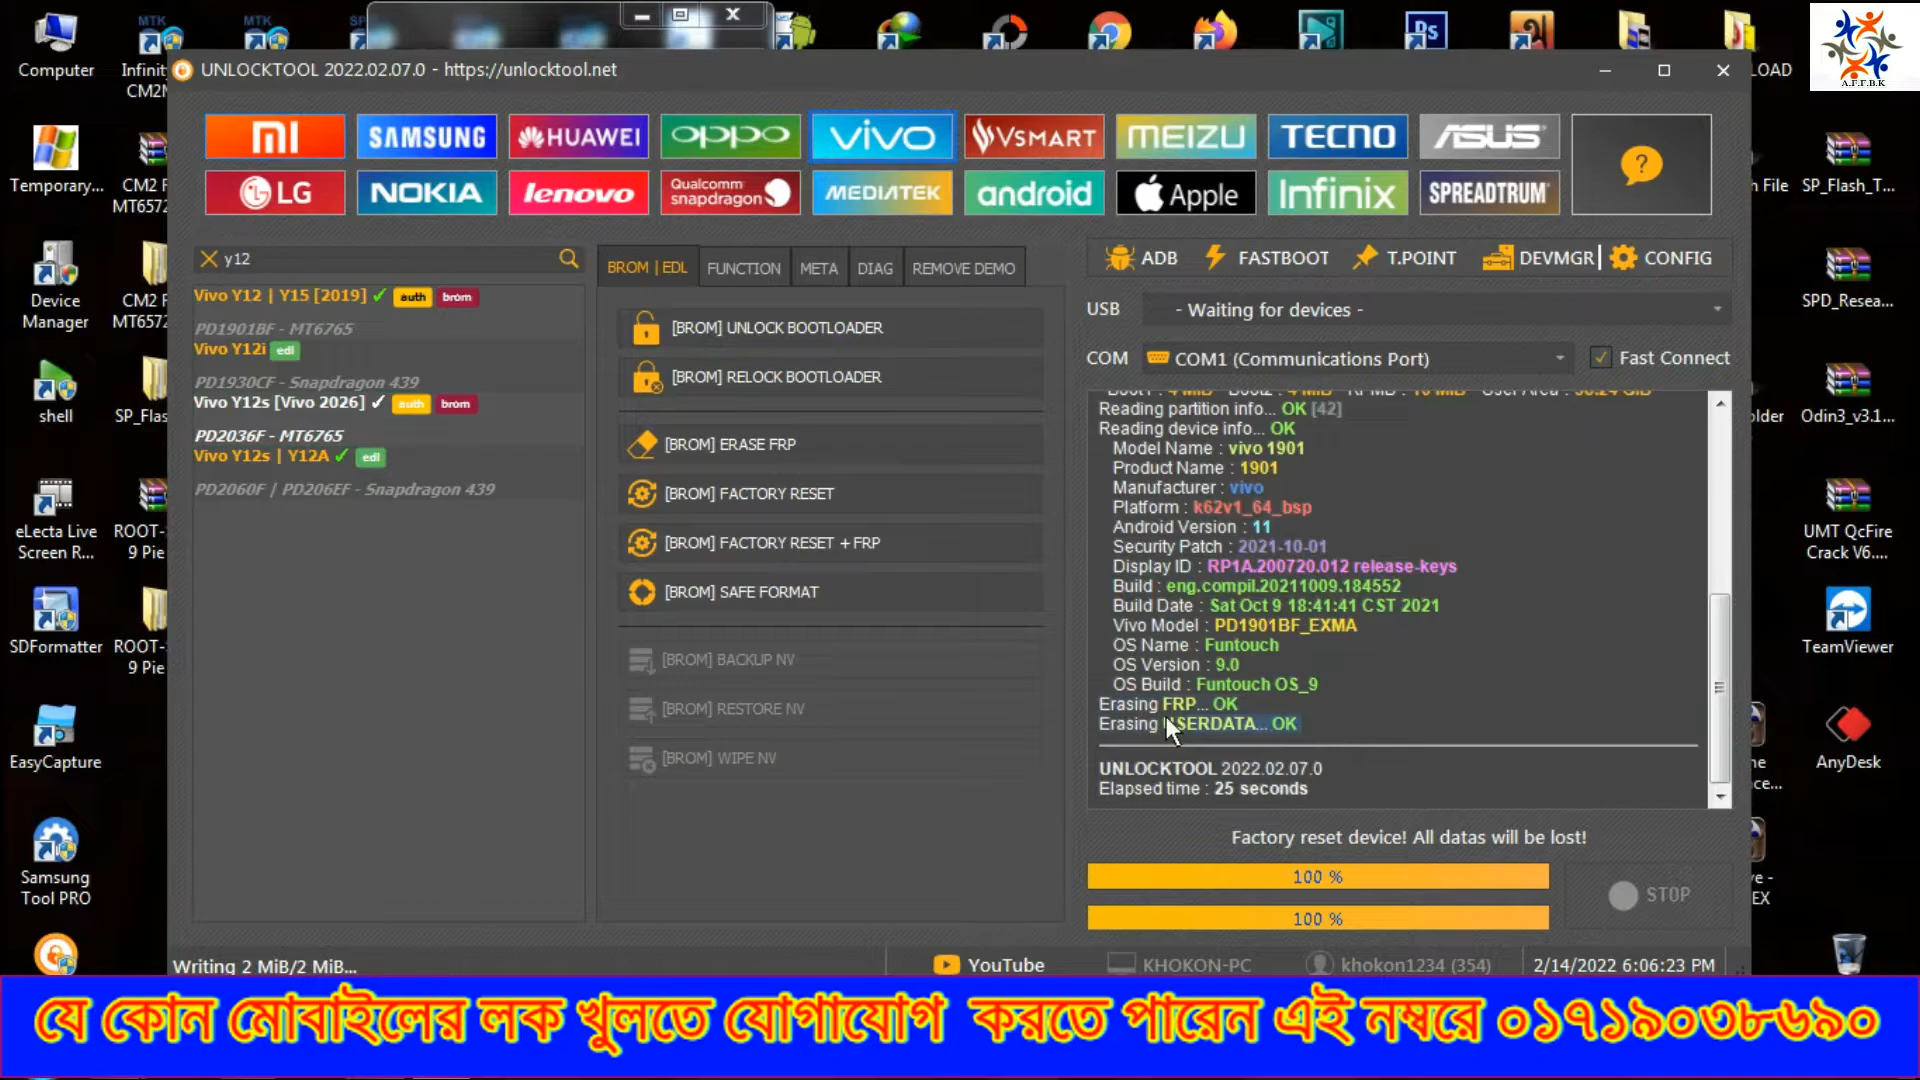 MTK
MTK
SP
Ps
A.F.F.B.K
Computer
Infinity
CM2M
LOAD
UNLOCKTOOL 2022.02.07.0 - https://unlocktool.net
MI
SAMSUNG
HUAWEI
oppo
vivo
VSMART
MEIZU
TECNO
ASUS
?
LG
NOKIA
lenovo
Qualcomm
snapdragon
MEDIATEK
android
Apple
Infinix
SPREADTRUM
Temporary...
CM2 F
MT6572
h File
SP_Flash_T...
y12
BROM | EDL
FUNCTION
META
DIAG
REMOVE DEMO
ADB
FASTBOOT
T.POINT
DEVMGR
CONFIG
Vivo Y12 | Y15 [2019] ✓ auth brom
PD1901BF - MT6765
Vivo Y12i edl
PD1930CF - Snapdragon 439
Vivo Y12s [Vivo 2026] ✓ auth brom
PD2036F - MT6765
Vivo Y12s | Y12A ✓ edl
PD2060F | PD206EF - Snapdragon 439
[BROM] UNLOCK BOOTLOADER
[BROM] RELOCK BOOTLOADER
[BROM] ERASE FRP
[BROM] FACTORY RESET
[BROM] FACTORY RESET + FRP
[BROM] SAFE FORMAT
[BROM] BACKUP NV
[BROM] RESTORE NV
[BROM] WIPE NV
USB
- Waiting for devices -
COM
COM1 (Communications Port)
Fast Connect
Reading partition info... OK [42]
Reading device info... OK
Model Name : vivo 1901
Product Name : 1901
Manufacturer : vivo
Platform : k62v1_64_bsp
Android Version : 11
Security Patch : 2021-10-01
Display ID : RP1A.200720.012 release-keys
Build : eng.compil.20211009.184552
Build Date : Sat Oct 9 18:41:41 CST 2021
Vivo Model : PD1901BF_EXMA
OS Name : Funtouch
OS Version : 9.0
OS Build : Funtouch OS_9
Erasing FRP... OK
Erasing USERDATA... OK
UNLOCKTOOL 2022.02.07.0
Elapsed time : 25 seconds
Factory reset device! All datas will be lost!
100 %
100 %
STOP
Device
Manager
CM2 F
MT6572
SPD_Resea...
shell
SP_Flas
older
Odin3_v3.1...
eLecta Live
Screen R...
ROOT-
9 Pie
UMT QcFire
Crack V6....
SDFormatter
ROOT-
9 Pie
TeamViewer
EasyCapture
ne
ce...
AnyDesk
Samsung
Tool PRO
ve -
EX
Writing 2 MiB/2 MiB...
YouTube
KHOKON-PC
khokon1234 (354)
2/14/2022 6:06:23 PM
যে কোন মোবাইলের লক খুলতে যোগাযোগ করতে পারেন এই নম্বরে ০১৭১৯০৩৮৬৯০